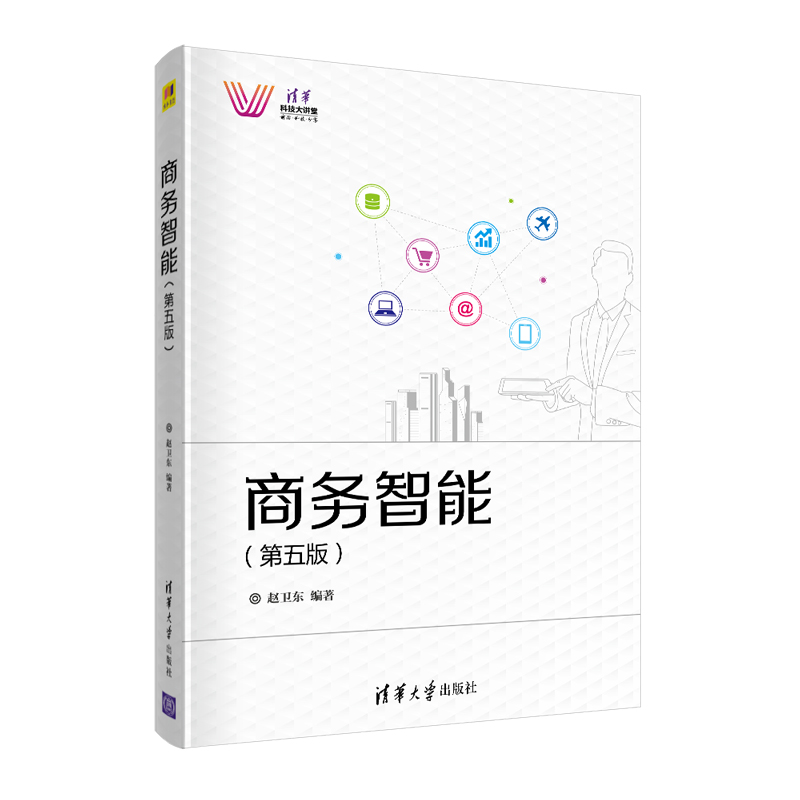 清华
科技大讲堂
商务智能
(第五版)
◎ 赵卫东 编著
清华大学出版社
商务智能(第五版)
◎ 赵卫东 编著
清华大学出版社
@